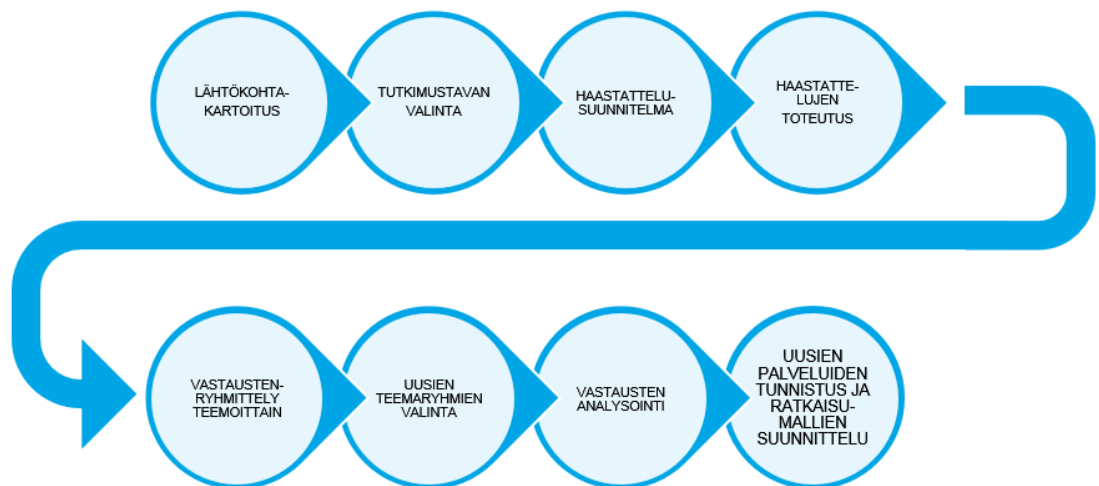 LÄHTÖKOHTA-
KARTOITUS
TUTKIMUSTAVAN
VALINTA
HAASTATTELU-
SUUNNITELMA
HAASTATTE-
LUJEN
TOTEUTUS
VASTAUSTEN-
RYHMITTELY
TEEMOITTAIN
UUSIEN
TEEMARYHMIEN
VALINTA
VASTAUSTEN
ANALYSOINTI
UUSIEN
PALVELUIDEN
TUNNISTUS JA
RATKAISU-
MALLIEN
SUUNNITTELU